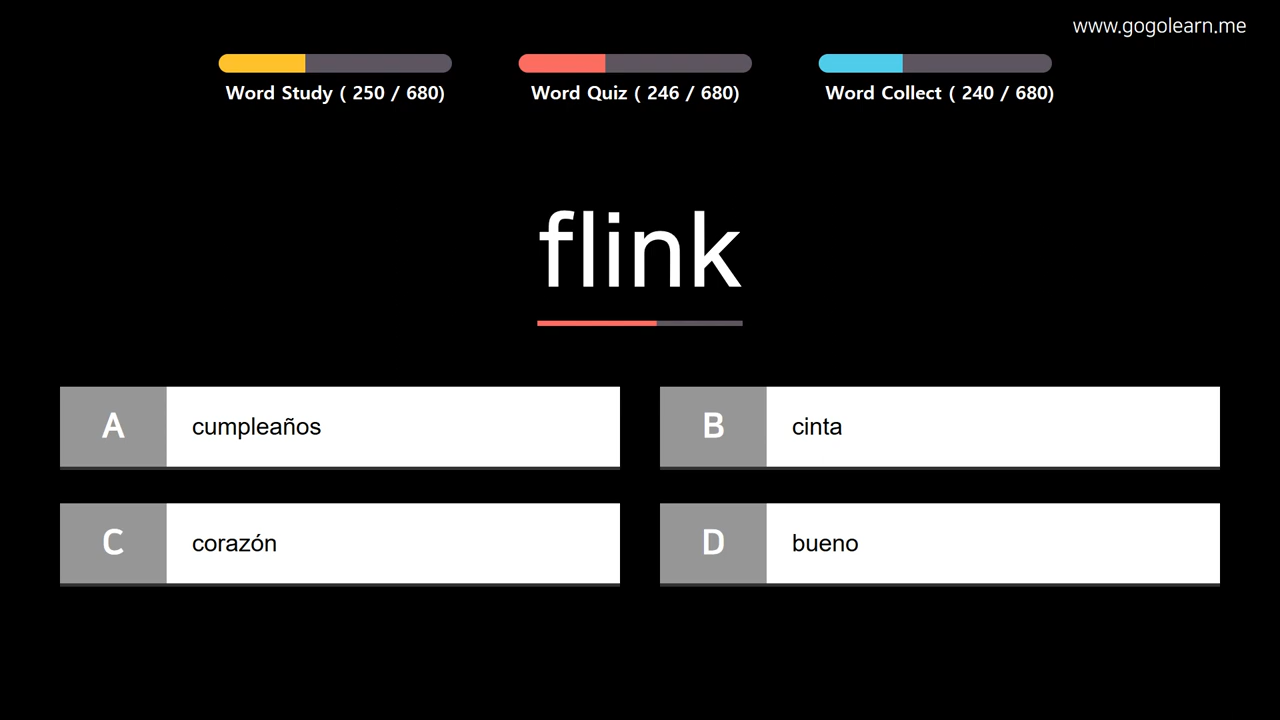 www.gogolearn.me
Word Study ( 250 / 680)
Word Quiz ( 246 / 680)
Word Collect ( 240 / 680)
flink
A cumpleaños
B cinta
C corazón
D bueno